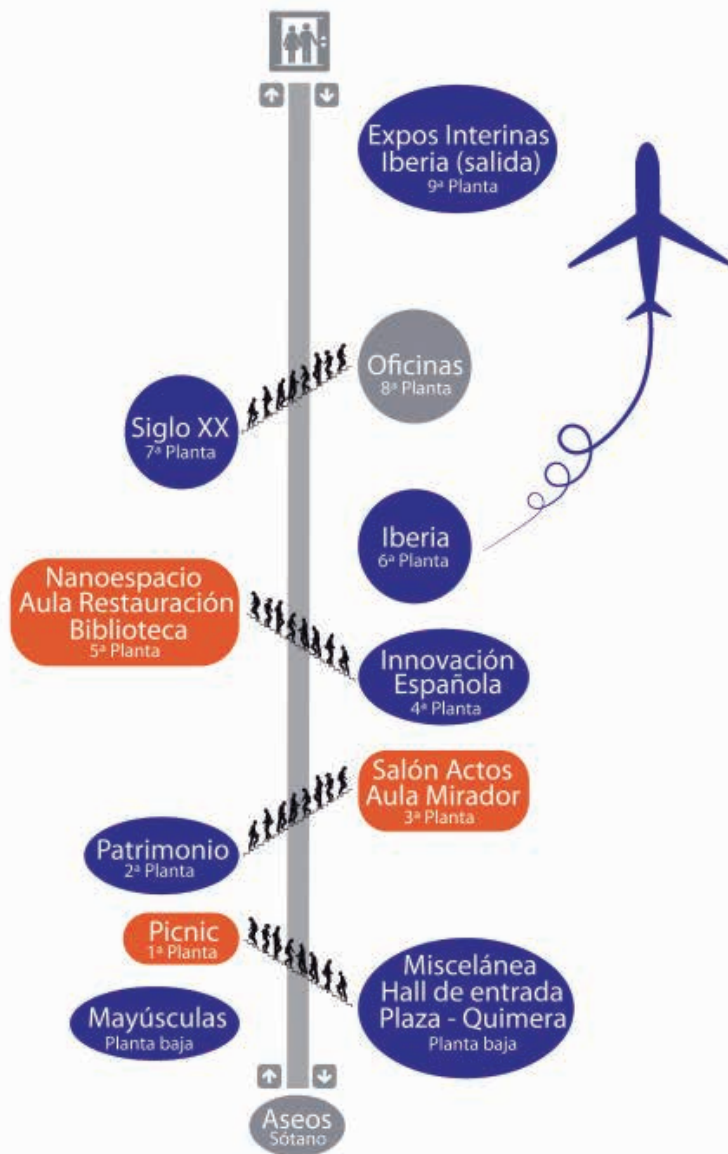 Expos Interinas
Iberia (salida)
9ª Planta
Oficinas
8ª Planta
Siglo XX
7ª Planta
Iberia
6ª Planta
Nanoespacio
Aula Restauración
Biblioteca
5ª Planta
Innovación
Española
4ª Planta
Salón Actos
Aula Mirador
3ª Planta
Patrimonio
2ª Planta
Picnic
1ª Planta
Miscelánea
Hall de entrada
Plaza - Quimera
Planta baja
Mayúsculas
Planta baja
Aseos
Sótano